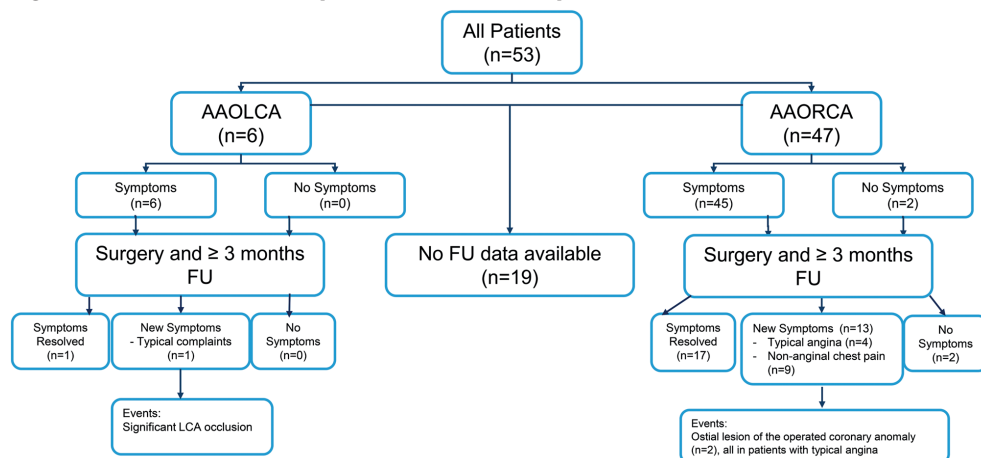 All Patients
(n=53)
AAOLCA
(n=6)
AAORCA
(n=47)
Symptoms
(n=6)
No Symptoms
(n=0)
Symptoms
(n=45)
No Symptoms
(n=2)
Surgery and ≥ 3 months
FU
No FU data available
(n=19)
Surgery and ≥ 3 months
FU
Symptoms
Resolved
(n=1)
New Symptoms
- Typical complaints
(n=1)
No
Symptoms
(n=0)
Symptoms
Resolved
(n=17)
New Symptoms (n=13)
- Typical angina (n=4)
- Non-anginal chest pain
(n=9)
No
Symptoms
(n=2)
Events:
Significant LCA occlusion
Events:
Ostial lesion of the operated coronary anomaly
(n=2), all in patients with typical angina